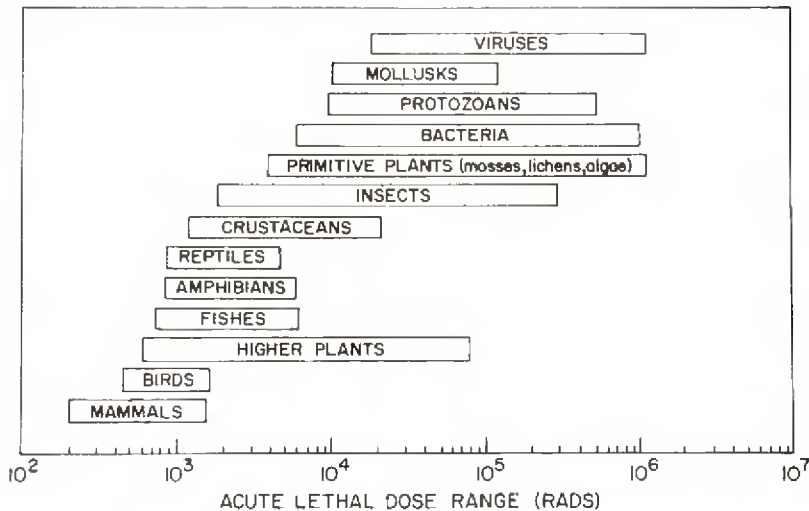 VIRUSES
MOLLUSKS
PROTOZOANS
BACTERIA
PRIMITIVE PLANTS (mosses,lichens,algae)
INSECTS
CRUSTACEANS
REPTILES
AMPHIBIANS
FISHES
HIGHER PLANTS
BIRDS
MAMMALS
10² 10³ 10⁴ 10⁵ 10⁶ 10⁷
ACUTE LETHAL DOSE RANGE (RADS)